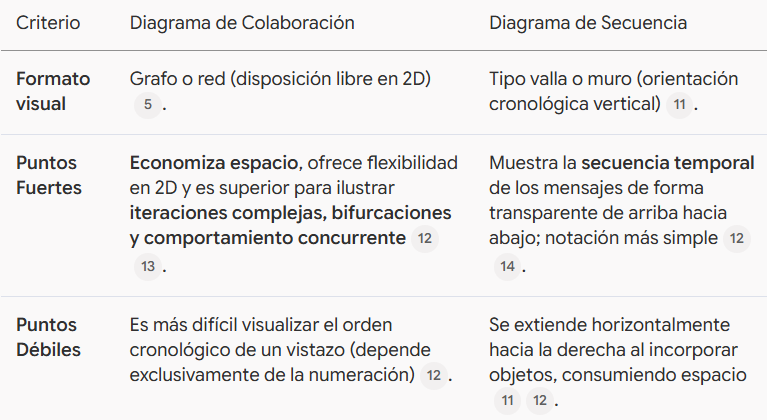 Criterio Diagrama de Colaboración Diagrama de Secuencia
Formato visual
Grafo o red (disposición libre en 2D)
5 .
Tipo valla o muro (orientación
cronológica vertical) 11 .
Puntos
Fuertes
Economiza espacio, ofrece flexibilidad
en 2D y es superior para ilustrar
iteraciones complejas, bifurcaciones
y comportamiento concurrente 12
13 .
Muestra la secuencia temporal
de los mensajes de forma
transparente de arriba hacia
abajo; notación más simple 12
14 .
Puntos
Débiles
Es más difícil visualizar el orden
cronológico de un vistazo (depende
exclusivamente de la numeración) 12 .
Se extiende horizontalmente
hacia la derecha al incorporar
objetos, consumiendo espacio
11 12 .